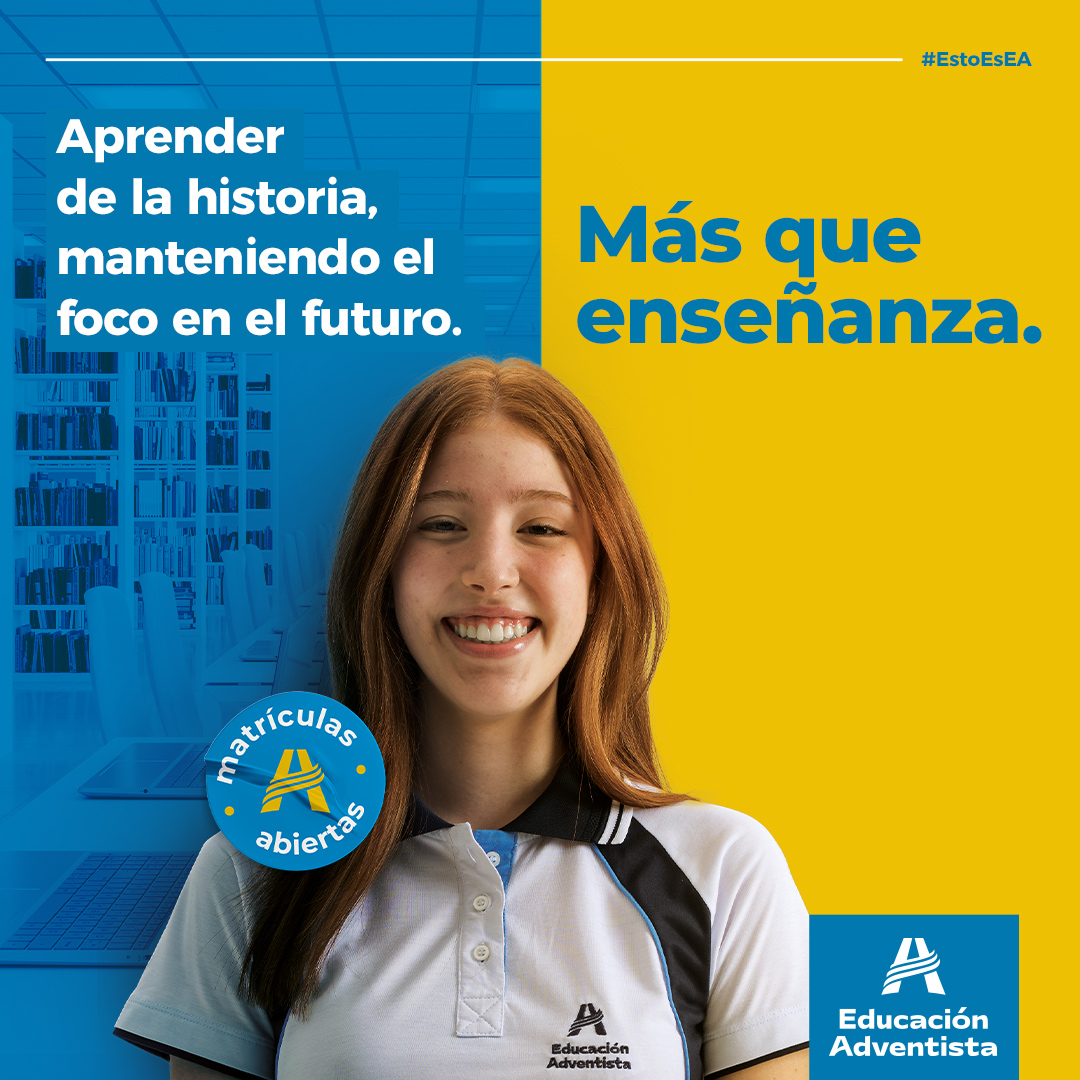 #EstoEsEA
Aprender
de la historia,
manteniendo el
foco en el futuro.
Más que
enseñanza.
matrículas
abiertas
Educación
Adventista
Educación
Adventista